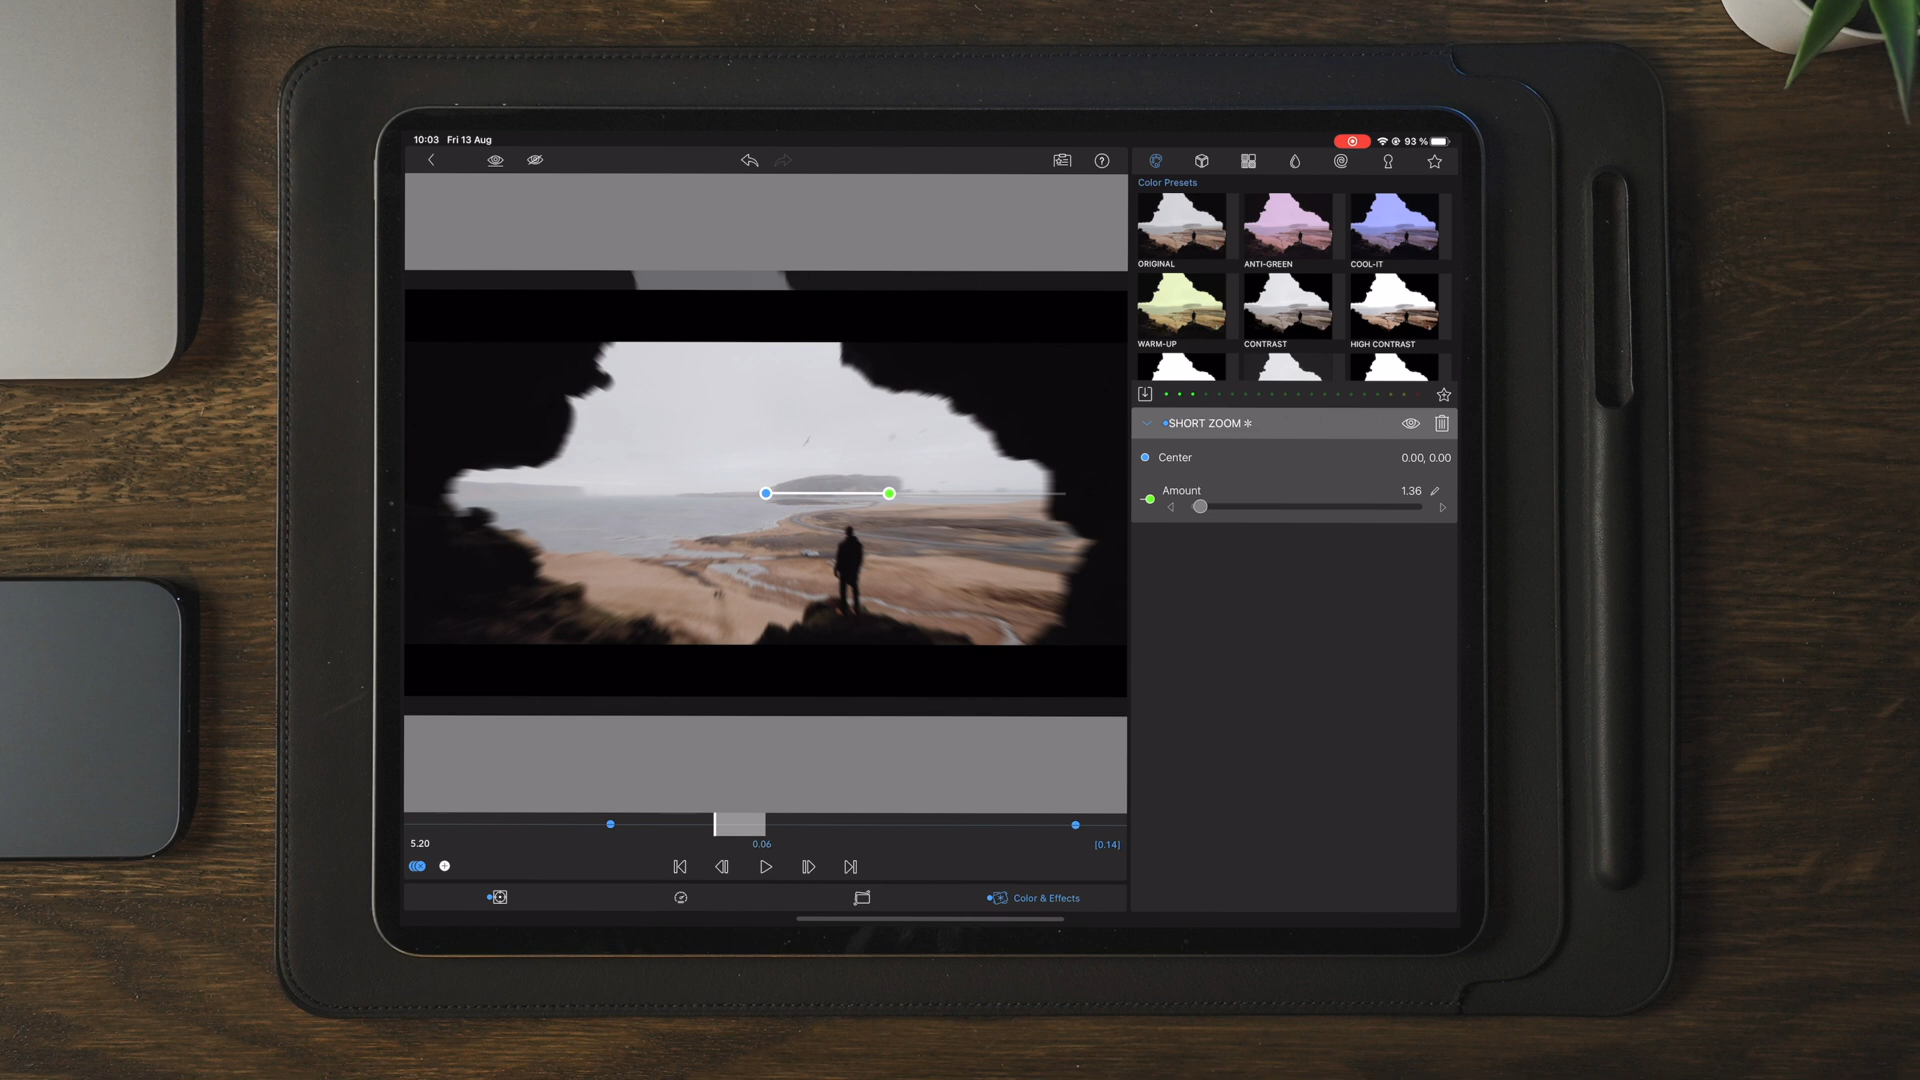 10:03 Fri 13 Aug
93 %
Color Presets
ORIGINAL
ANTI-GREEN
COOL-IT
WARM-UP
CONTRAST
HIGH CONTRAST
SHORT ZOOM
Center
0.00, 0.00
Amount
1.36
5.20
0.06
[0.14]
Color & Effects